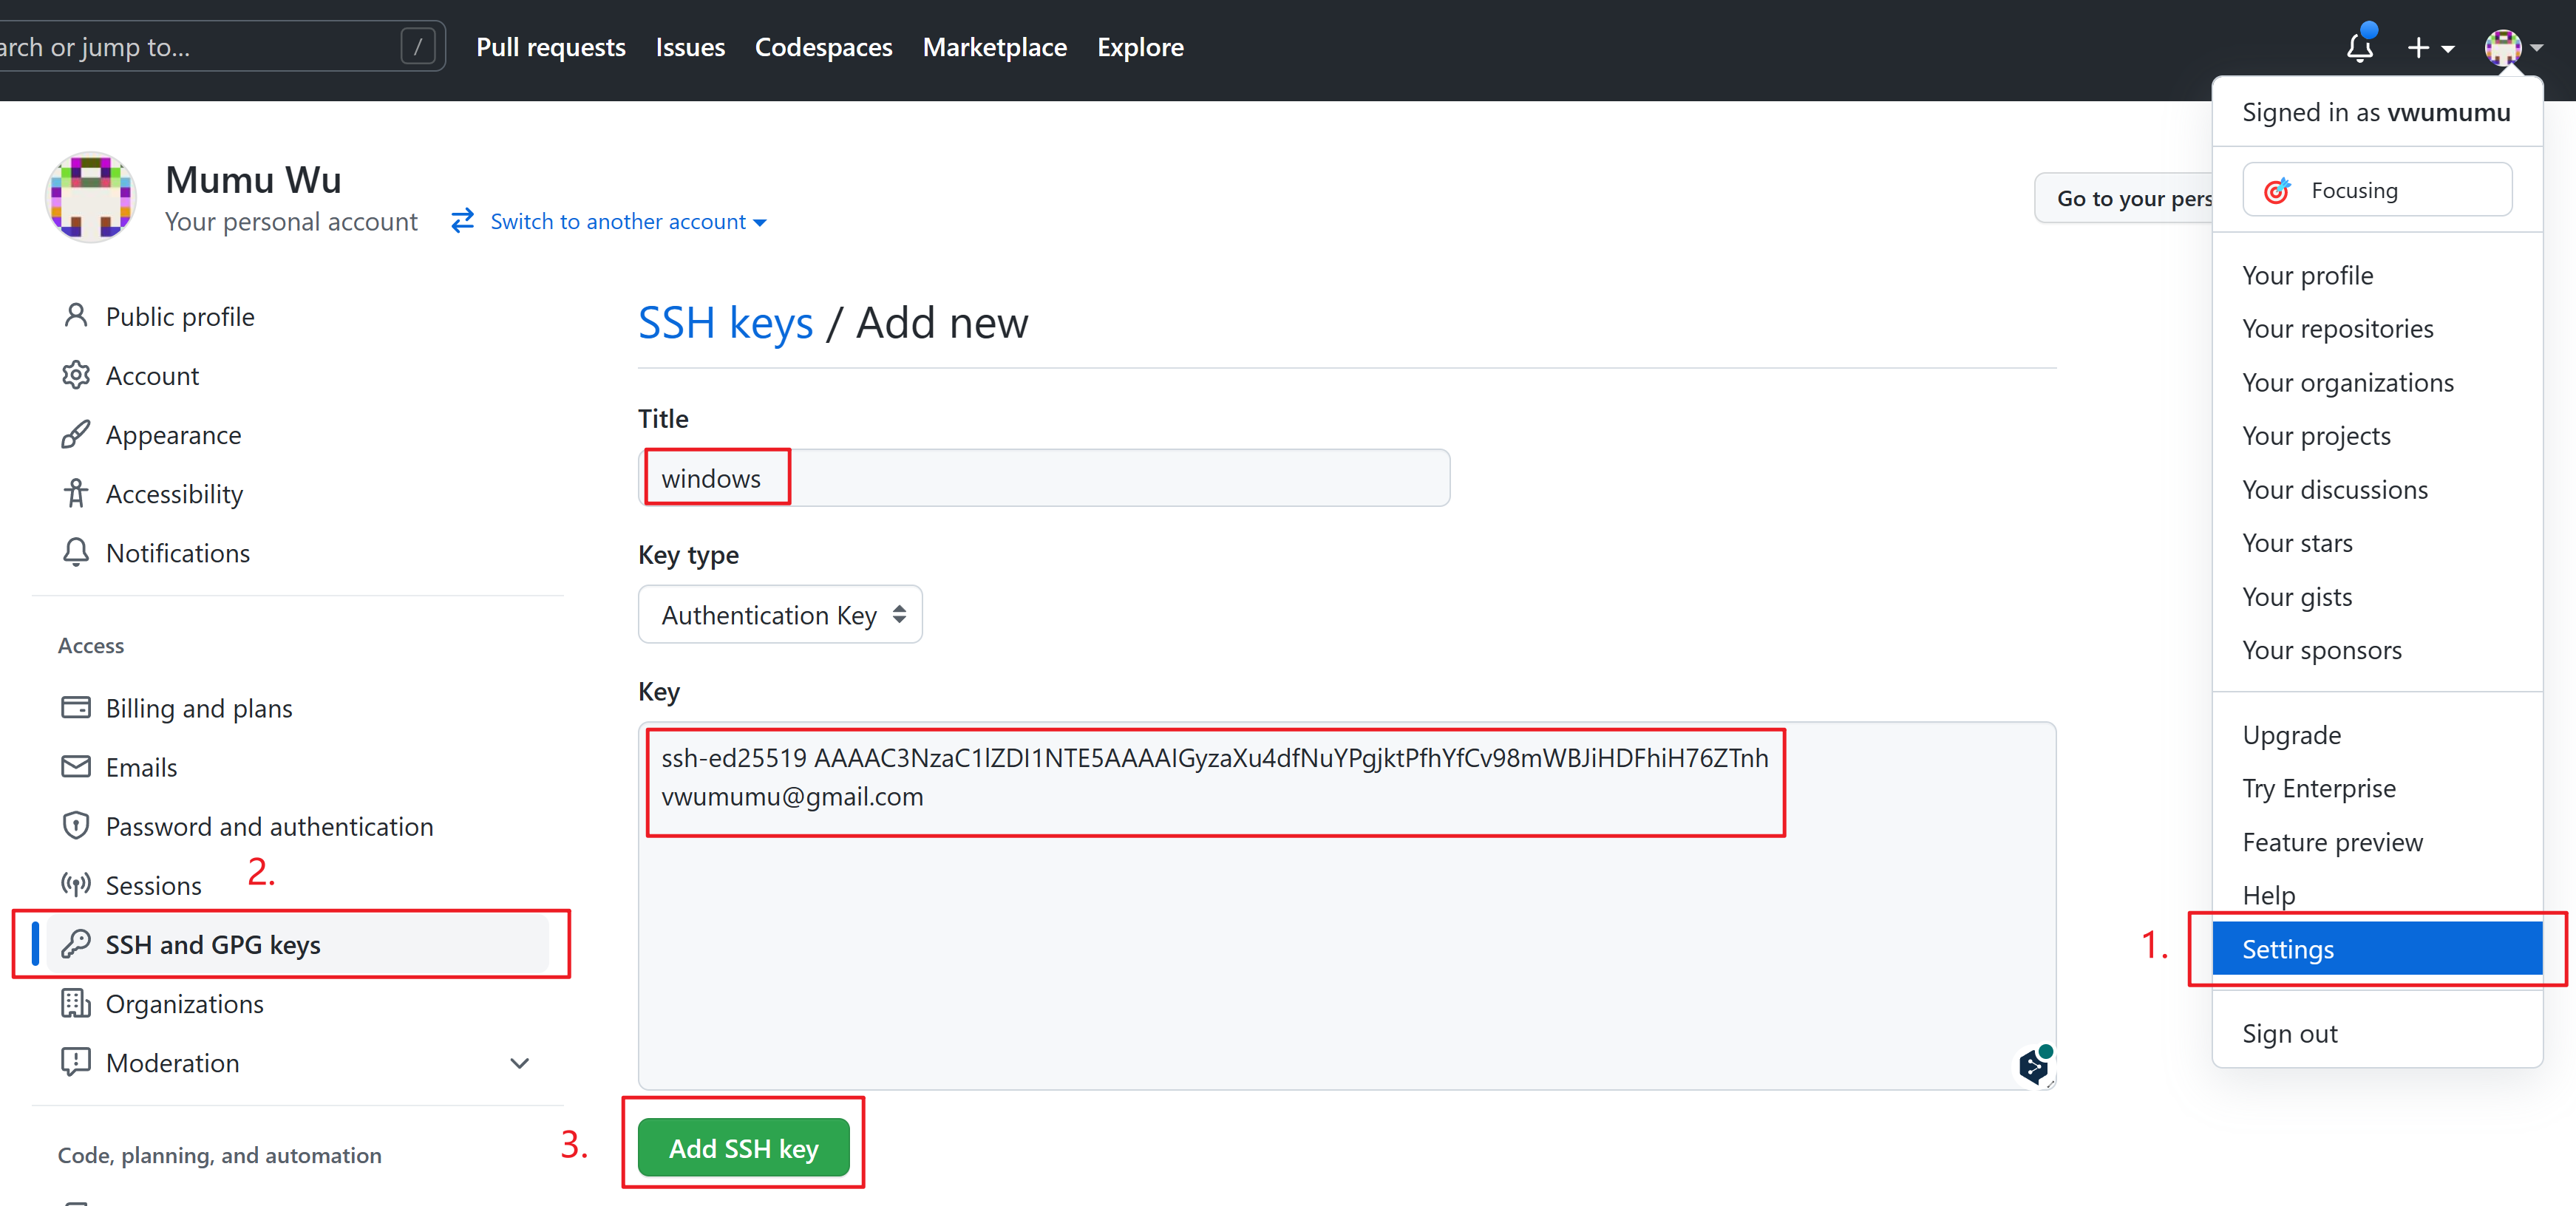 arch or jump to...
/
Pull requests
Issues
Codespaces
Marketplace
Explore
Mumu Wu
Your personal account
Switch to another account
Go to your pers
Public profile
Account
Appearance
Accessibility
Notifications
Access
Billing and plans
Emails
Password and authentication
Sessions
2.
SSH and GPG keys
Organizations
Moderation
Code, planning, and automation
SSH keys / Add new
Title
windows
Key type
Authentication Key
Key
ssh-ed25519 AAAAC3NzaC1lZDI1NTE5AAAAIGyzaXu4dfNuYPgjktPfhYfCv98mWBJiHDFhiH76ZTnh
vwumumu@gmail.com
3.
Add SSH key
Signed in as vwumumu
Focusing
Your profile
Your repositories
Your organizations
Your projects
Your discussions
Your stars
Your gists
Your sponsors
Upgrade
Try Enterprise
Feature preview
Help
1.
Settings
Sign out